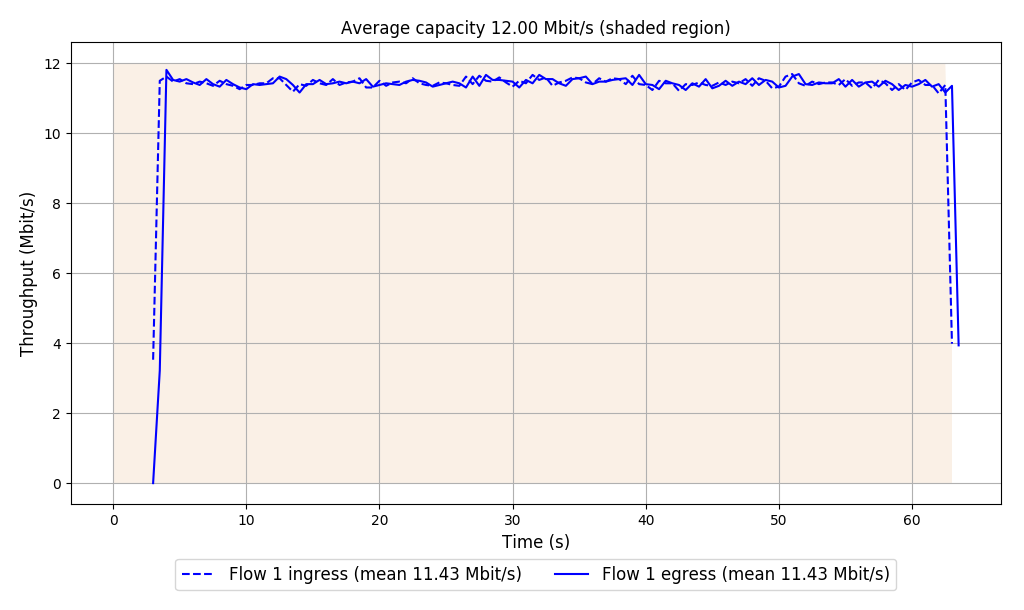 Average capacity 12.00 Mbit/s (shaded region)
Throughput (Mbit/s)
12
10
8
6
4
2
0
0 10 20 30 40 50 60
Time (s)
Flow 1 ingress (mean 11.43 Mbit/s) Flow 1 egress (mean 11.43 Mbit/s)